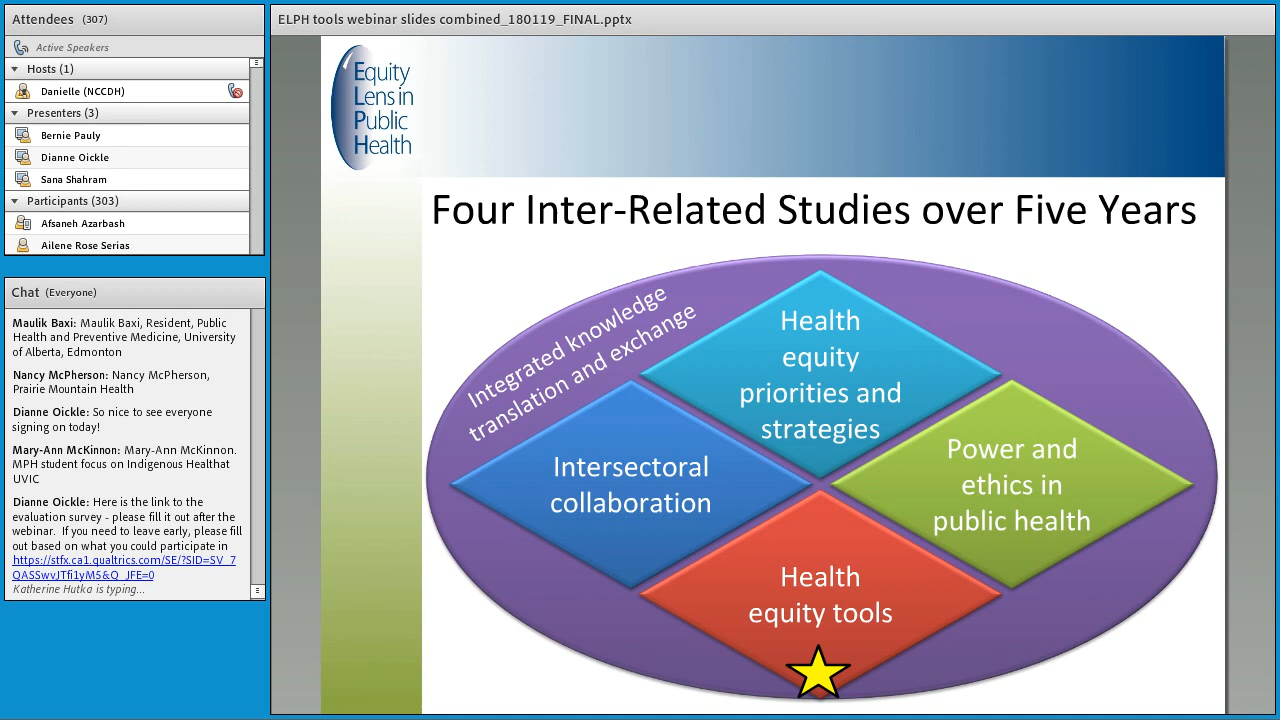 Attendees (307)
Active Speakers
Hosts (1)
Danielle (NCCDH)
Presenters (3)
Bernie Pauly
Dianne Oickle
Sana Shahram
Participants (303)
Afsaneh Azarbash
Ailene Rose Serias
Chat (Everyone)
Maulik Baxi: Maulik Baxi, Resident, Public
Health and Preventive Medicine, University
of Alberta, Edmonton
Nancy McPherson: Nancy McPherson,
Prairie Mountain Health
Dianne Oickle: So nice to see everyone
signing on today!
Mary-Ann McKinnon: Mary-Ann McKinnon.
MPH student focus on Indigenous Healthat
UVIC
Dianne Oickle: Here is the link to the
evaluation survey - please fill it out after the
webinar. If you need to leave early, please fill
out based on what you could participate in
https://stfx.ca1.qualtrics.com/SE/?SID=SV_7
QASSwvJTfi1yM5&Q_JFE=0
Katherine Hutka is typing...
ELPH tools webinar slides combined_180119_FINAL.pptx
Equity
Lens in
Public
Health
Four Inter-Related Studies over Five Years
Integrated knowledge
translation and exchange
Health
equity
priorities and
strategies
Intersectoral
collaboration
Power and
ethics in
public health
Health
equity tools